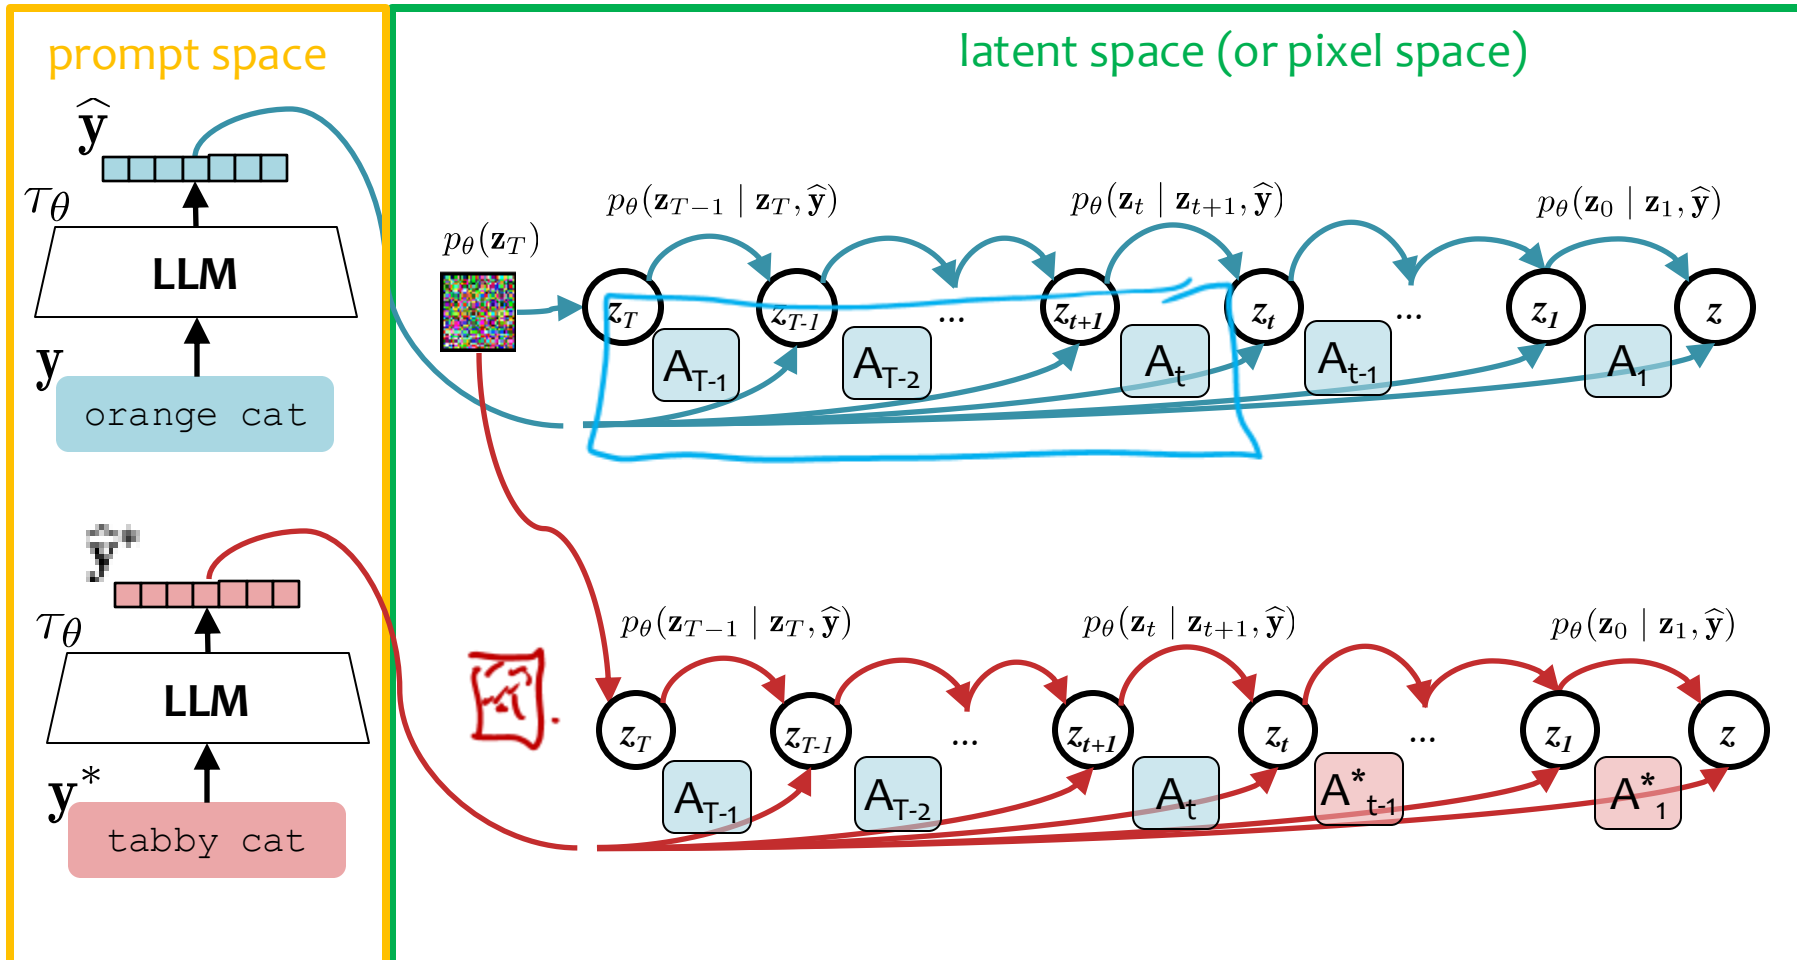 prompt space
latent space (or pixel space)
ŷ
τθ
LLM
y
orange cat
pθ(zT)
pθ(zT−1 | zT, ŷ)
pθ(zt | zt+1, ŷ)
pθ(z0 | z1, ŷ)
zT
zT-1
...
zt+1
zt
...
z1
z
AT-1
AT-2
At
At-1
A1
ŷ*
τθ
LLM
y*
tabby cat
pθ(zT−1 | zT, ŷ)
pθ(zt | zt+1, ŷ)
pθ(z0 | z1, ŷ)
zT
zT-1
...
zt+1
zt
...
z1
z
AT-1
AT-2
At
A*t-1
A*1